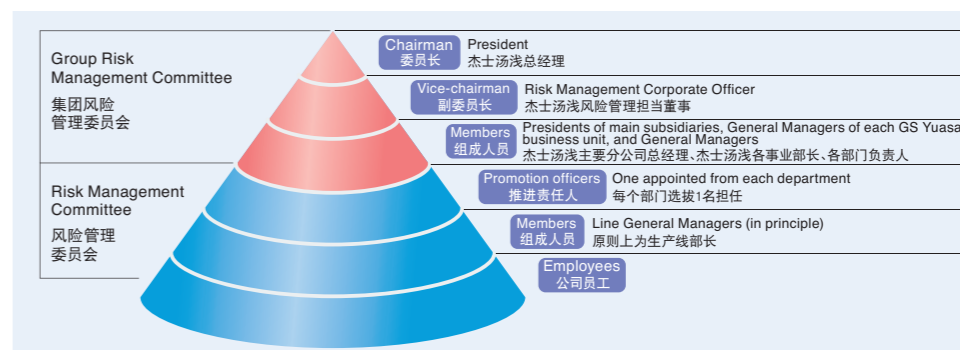 Group Risk
Management Committee
集团风险
管理委员会
Chairman
委员长
President
杰士汤浅总经理
Vice-chairman
副委员长
Risk Management Corporate Officer
杰士汤浅风险管理担当董事
Members
组成人员
Presidents of main subsidiaries, General Managers of each GS Yuasa
business unit, and General Managers
杰士汤浅主要分公司总经理、杰士汤浅各事业部长、各部门负责人
Risk Management
Committee
风险管理
委员会
Promotion officers
推进责任人
One appointed from each department
每个部门选拔1名担任
Members
组成人员
Line General Managers (in principle)
原则上为生产线部长
Employees
公司员工